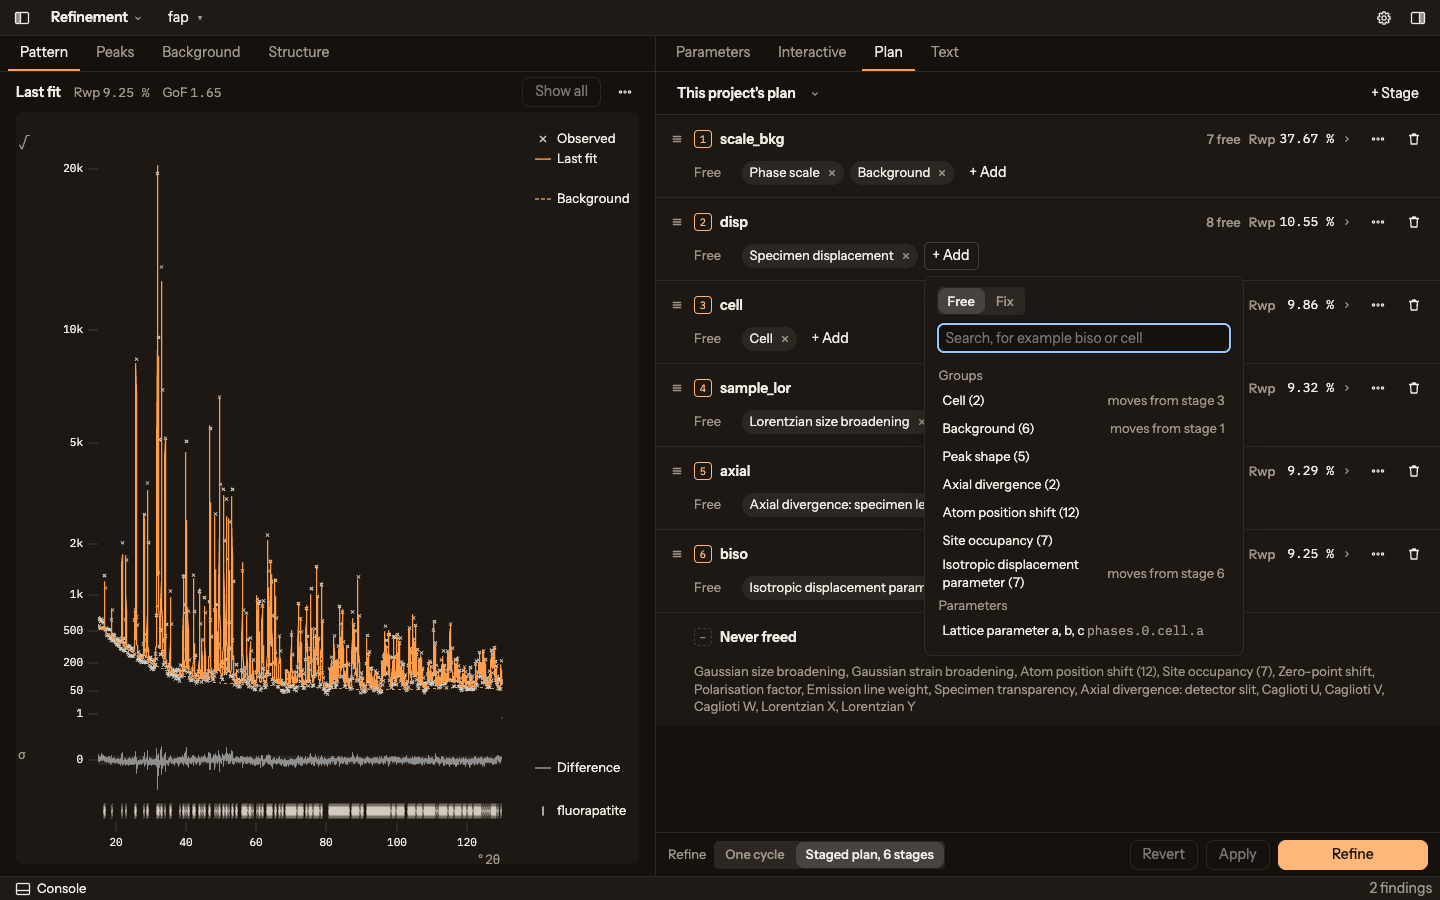 Refinement fap
Pattern Peaks Background Structure
Last fit Rwp 9.25 % GoF 1.65 Show all
√
Observed
Last fit
Background
20k
10k
5k
2k
1k
500
200
50
1
σ
0
Difference
fluorapatite
20 40 60 80 100 120
°2θ
Parameters Interactive Plan Text
This project's plan + Stage
1 scale_bkg 7 free Rwp 37.67 %
Free Phase scale × Background × + Add
2 disp 8 free Rwp 10.55 %
Free Specimen displacement × + Add
3 cell Rwp 9.86 %
Free Cell × + Add
4 sample_lor Rwp 9.32 %
Free Lorentzian size broadening ×
5 axial Rwp 9.29 %
Free Axial divergence: specimen le
6 biso Rwp 9.25 %
Free Isotropic displacement param
Free Fix
Search, for example biso or cell
Groups
Cell (2) moves from stage 3
Background (6) moves from stage 1
Peak shape (5)
Axial divergence (2)
Atom position shift (12)
Site occupancy (7)
Isotropic displacement
parameter (7) moves from stage 6
Parameters
Lattice parameter a, b, c phases.0.cell.a
– Never freed
Gaussian size broadening, Gaussian strain broadening, Atom position shift (12), Site occupancy (7), Zero-point shift,
Polarisation factor, Emission line weight, Specimen transparency, Axial divergence: detector slit, Caglioti U, Caglioti V,
Caglioti W, Lorentzian X, Lorentzian Y
Refine One cycle Staged plan, 6 stages Revert Apply Refine
Console 2 findings